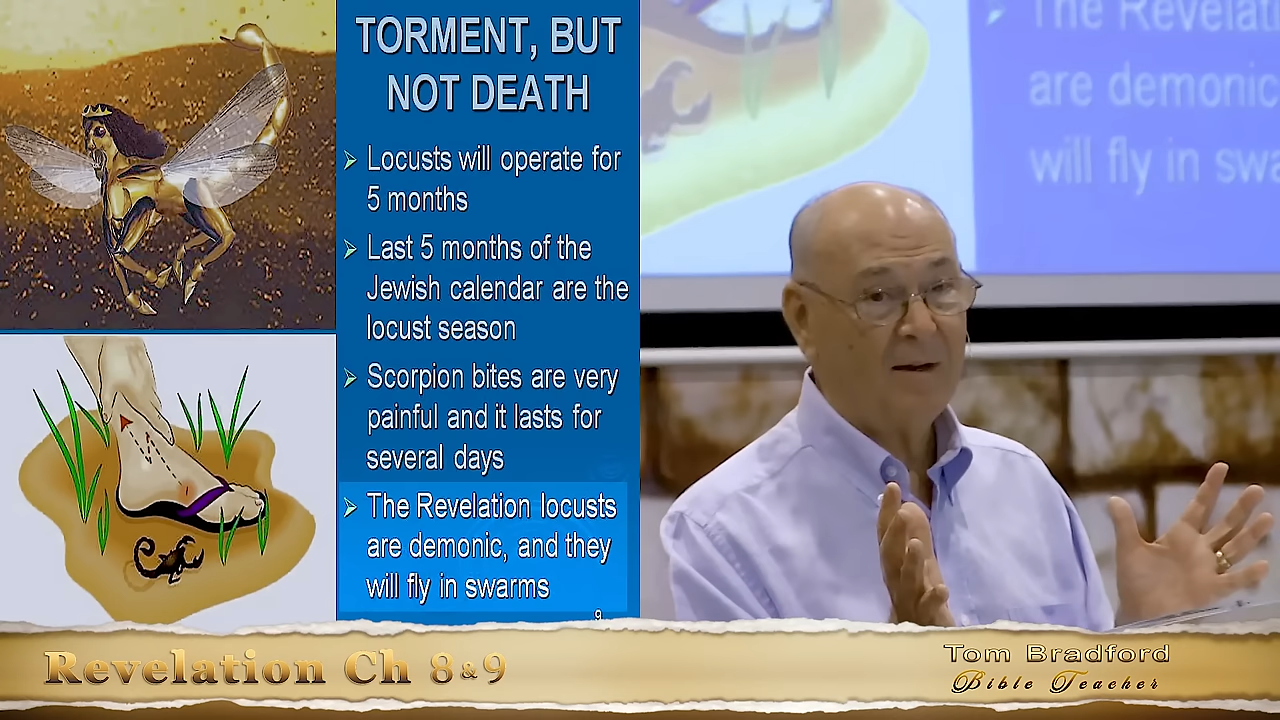 TORMENT, BUT
NOT DEATH
➢ Locusts will operate for
5 months
➢ Last 5 months of the
Jewish calendar are the
locust season
➢ Scorpion bites are very
painful and it lasts for
several days
➢ The Revelation locusts
are demonic, and they
will fly in swarms
9
The Revelati
are demonic
will fly in swa
Revelation Ch 8&9
Tom Bradford
Bible Teacher